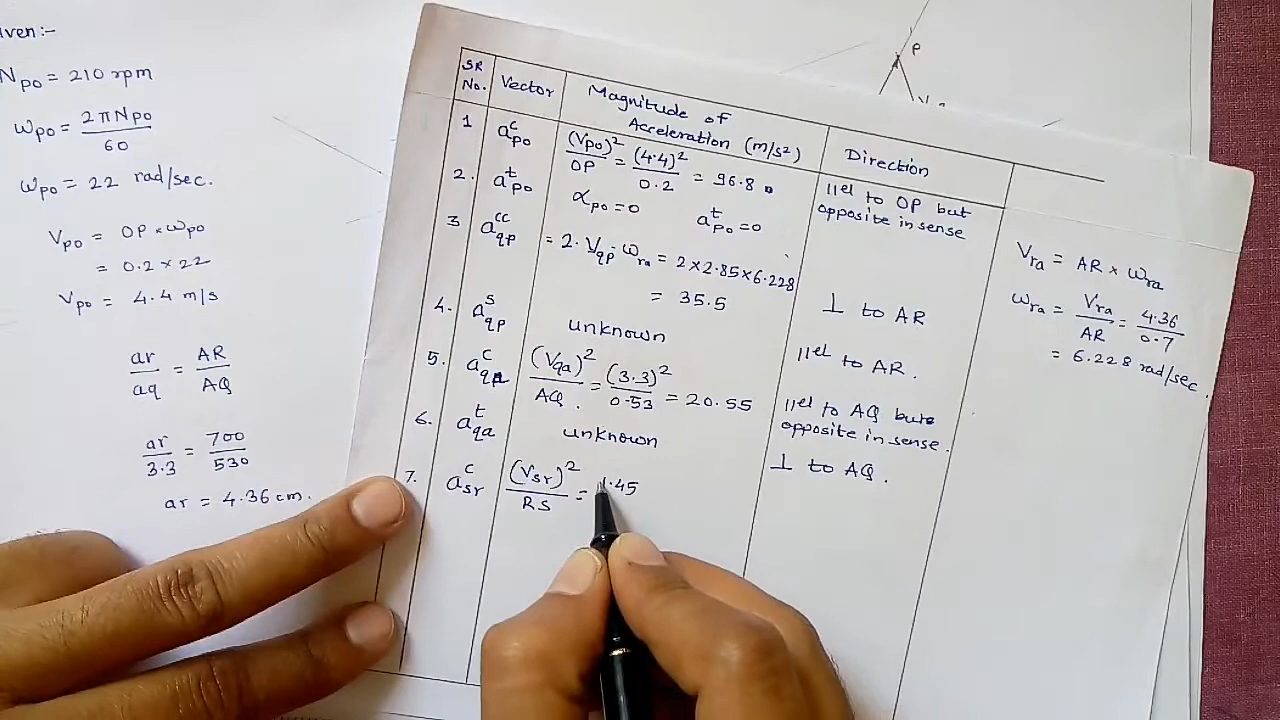 iven:-
Npo = 210 rpm
ωpo = 2πNpo / 60
ωpo = 22 rad/sec.
Vpo = OP × ωpo
= 0.2 × 22
Vpo = 4.4 m/s
ar / aq = AR / AQ
ar / 3.3 = 700 / 530
ar = 4.36 cm.
SR No. Vector Magnitude of Acceleration (m/s²) Direction
1 a^c_po (Vpo)² / OP = (4.4)² / 0.2 = 96.8 llel to OP but opposite in sense
2. a^t_po αpo = 0 a^t_po = 0
3 a^cc_qp = 2. Vqp. ωra = 2 × 2.85 × 6.228
= 35.5 ⊥ to AR
4. a^s_qp unknown llel to AR.
5. a^c_qa (Vqa)² / AQ. = (3.3)² / 0.53 = 20.55 llel to AQ but opposite in sense.
6. a^t_qa unknown ⊥ to AQ.
7. a^c_sr (Vsr)² / RS = .45
Vra = AR × ωra
ωra = Vra / AR = 4.36 / 0.7
= 6.228 rad/sec.
P